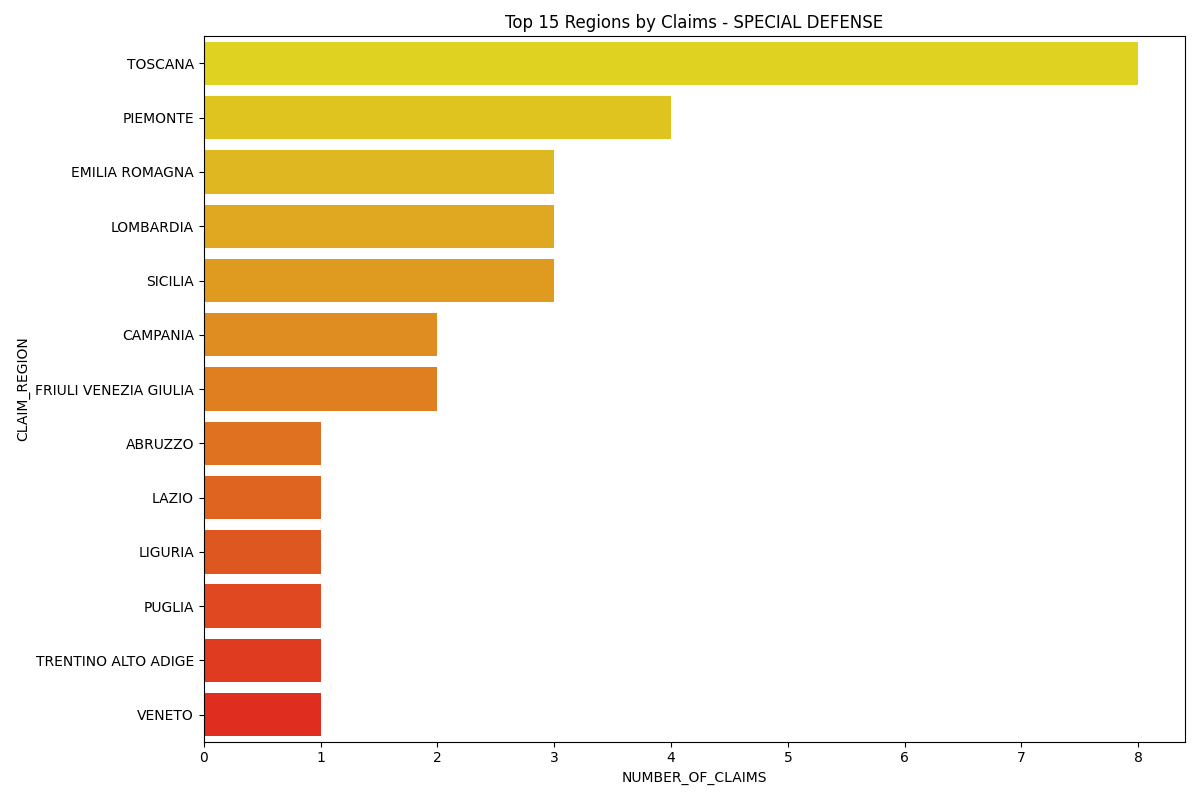 Top 15 Regions by Claims - SPECIAL DEFENSE
CLAIM_REGION
TOSCANA
PIEMONTE
EMILIA ROMAGNA
LOMBARDIA
SICILIA
CAMPANIA
FRIULI VENEZIA GIULIA
ABRUZZO
LAZIO
LIGURIA
PUGLIA
TRENTINO ALTO ADIGE
VENETO
0 1 2 3 4 5 6 7 8
NUMBER_OF_CLAIMS